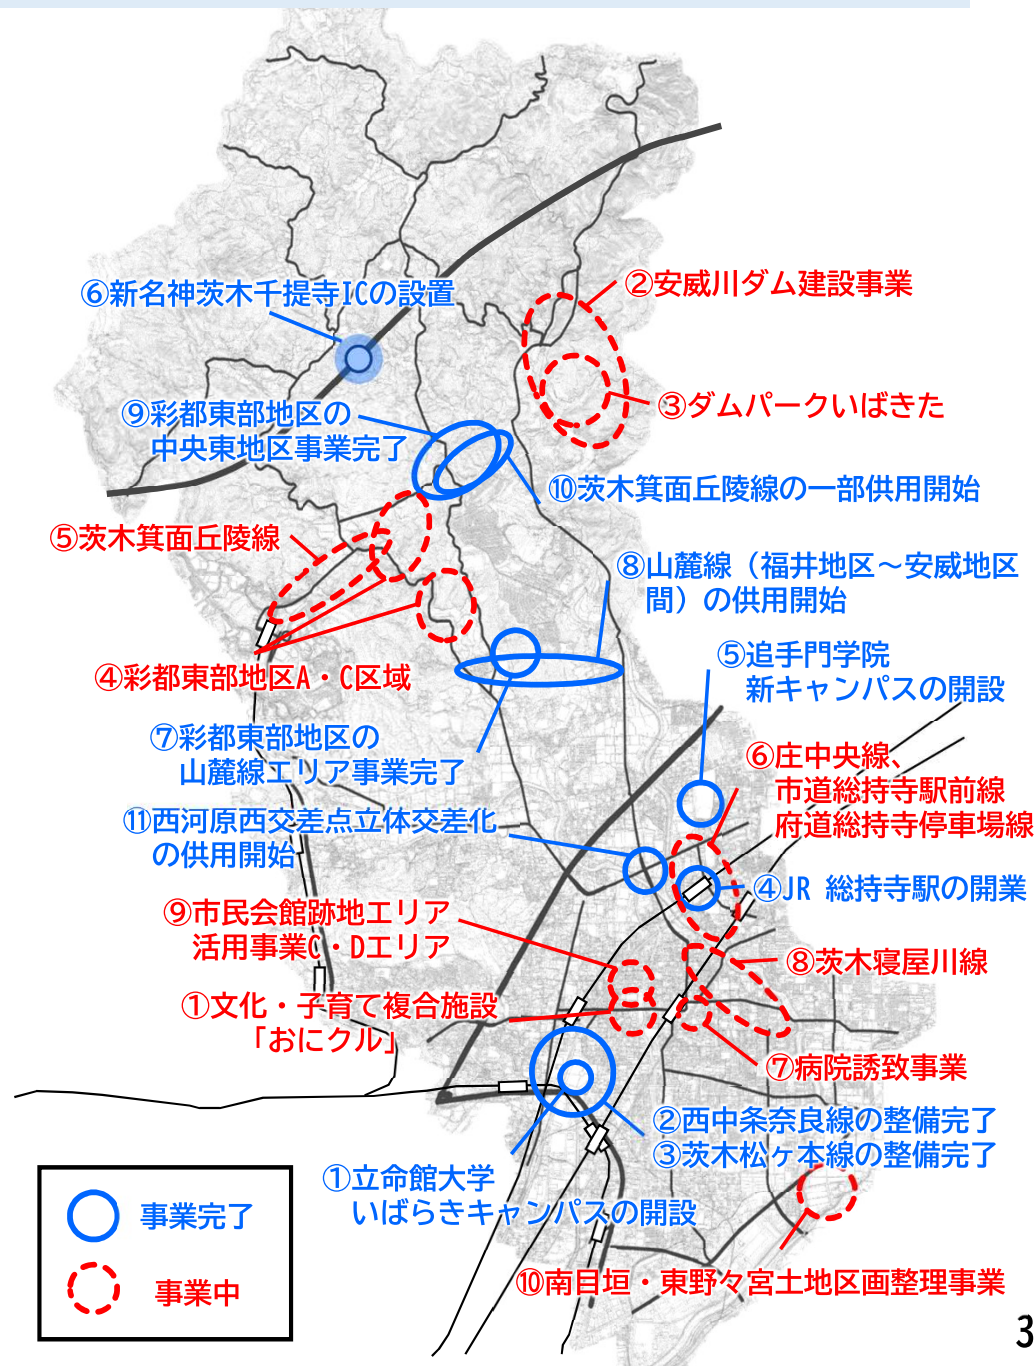 ⑥新名神茨木千提寺ICの設置
②安威川ダム建設事業
③ダムパークいばきた
⑨彩都東部地区の
中央東地区事業完了
⑩茨木箕面丘陵線の一部供用開始
⑤茨木箕面丘陵線
⑧山麓線（福井地区～安威地区
間）の供用開始
④彩都東部地区A・C区域
⑤追手門学院
新キャンパスの開設
⑦彩都東部地区の
山麓線エリア事業完了
⑥庄中央線、
市道総持寺駅前線
府道総持寺停車場線
⑪西河原西交差点立体交差化
の供用開始
④JR 総持寺駅の開業
⑨市民会館跡地エリア
活用事業C・Dエリア
⑧茨木寝屋川線
①文化・子育て複合施設
「おにクル」
⑦病院誘致事業
②西中条奈良線の整備完了
③茨木松ヶ本線の整備完了
①立命館大学
いばらきキャンパスの開設
事業完了
事業中
⑩南目垣・東野々宮土地区画整理事業
3